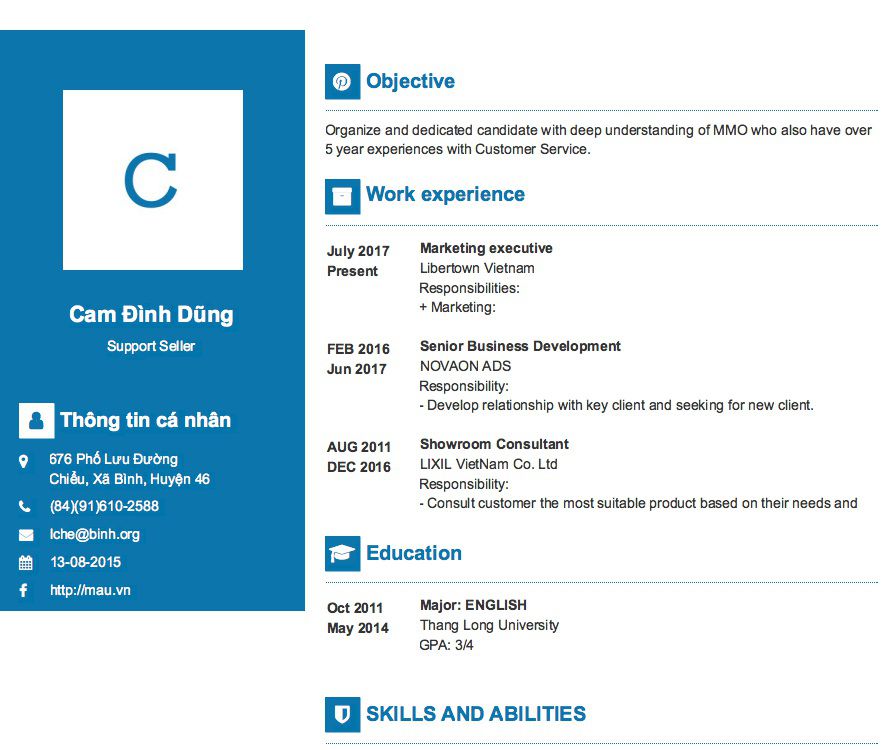 C
Cam Đình Dũng
Support Seller
Thông tin cá nhân
676 Phố Lưu Đường
Chiểu, Xã Bình, Huyện 46
(84)(91)610-2588
lche@binh.org
13-08-2015
http://mau.vn
Objective
Organize and dedicated candidate with deep understanding of MMO who also have over
5 year experiences with Customer Service.
Work experience
July 2017
Present
Marketing executive
Libertown Vietnam
Responsibilities:
+ Marketing:
FEB 2016
Jun 2017
Senior Business Development
NOVAON ADS
Responsibility:
- Develop relationship with key client and seeking for new client.
AUG 2011
DEC 2016
Showroom Consultant
LIXIL VietNam Co. Ltd
Responsibility:
- Consult customer the most suitable product based on their needs and
Education
Oct 2011
May 2014
Major: ENGLISH
Thang Long University
GPA: 3/4
SKILLS AND ABILITIES